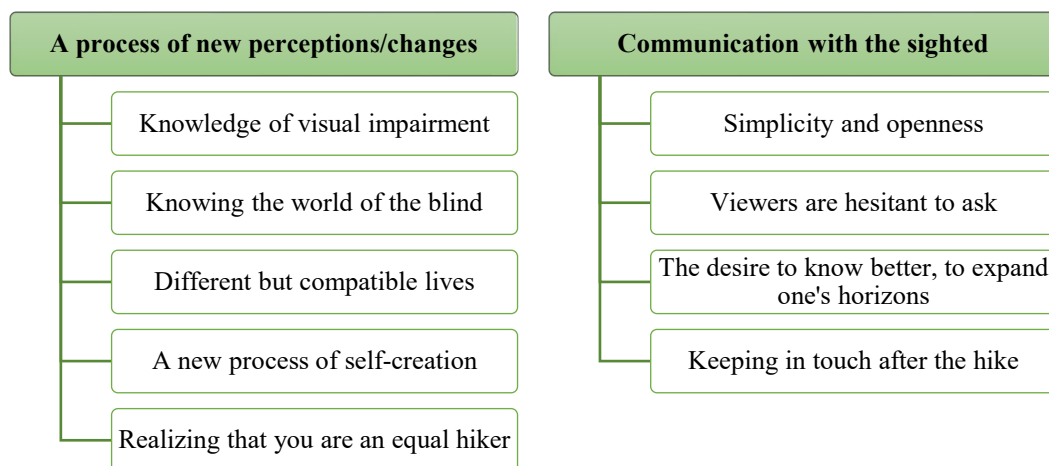 A process of new perceptions/changes
Knowledge of visual impairment
Knowing the world of the blind
Different but compatible lives
A new process of self-creation
Realizing that you are an equal hiker
Communication with the sighted
Simplicity and openness
Viewers are hesitant to ask
The desire to know better, to expand
one's horizons
Keeping in touch after the hike